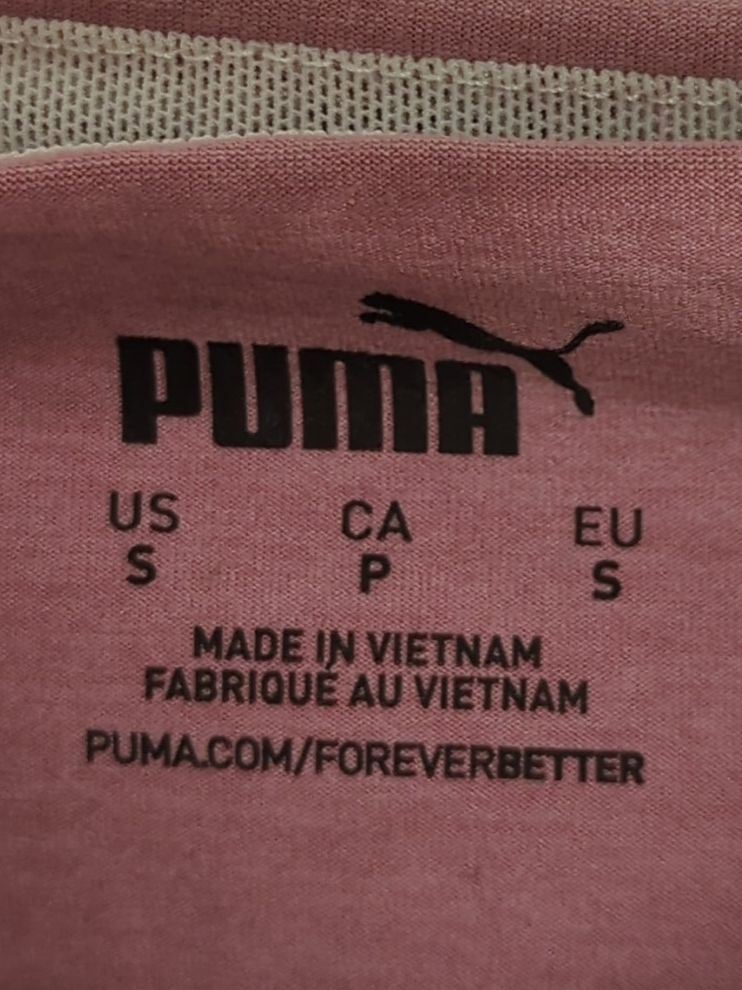 PUMA
US CA EU
S P S
MADE IN VIETNAM
FABRIQUÉ AU VIETNAM
PUMA.COM/FOREVERBETTER